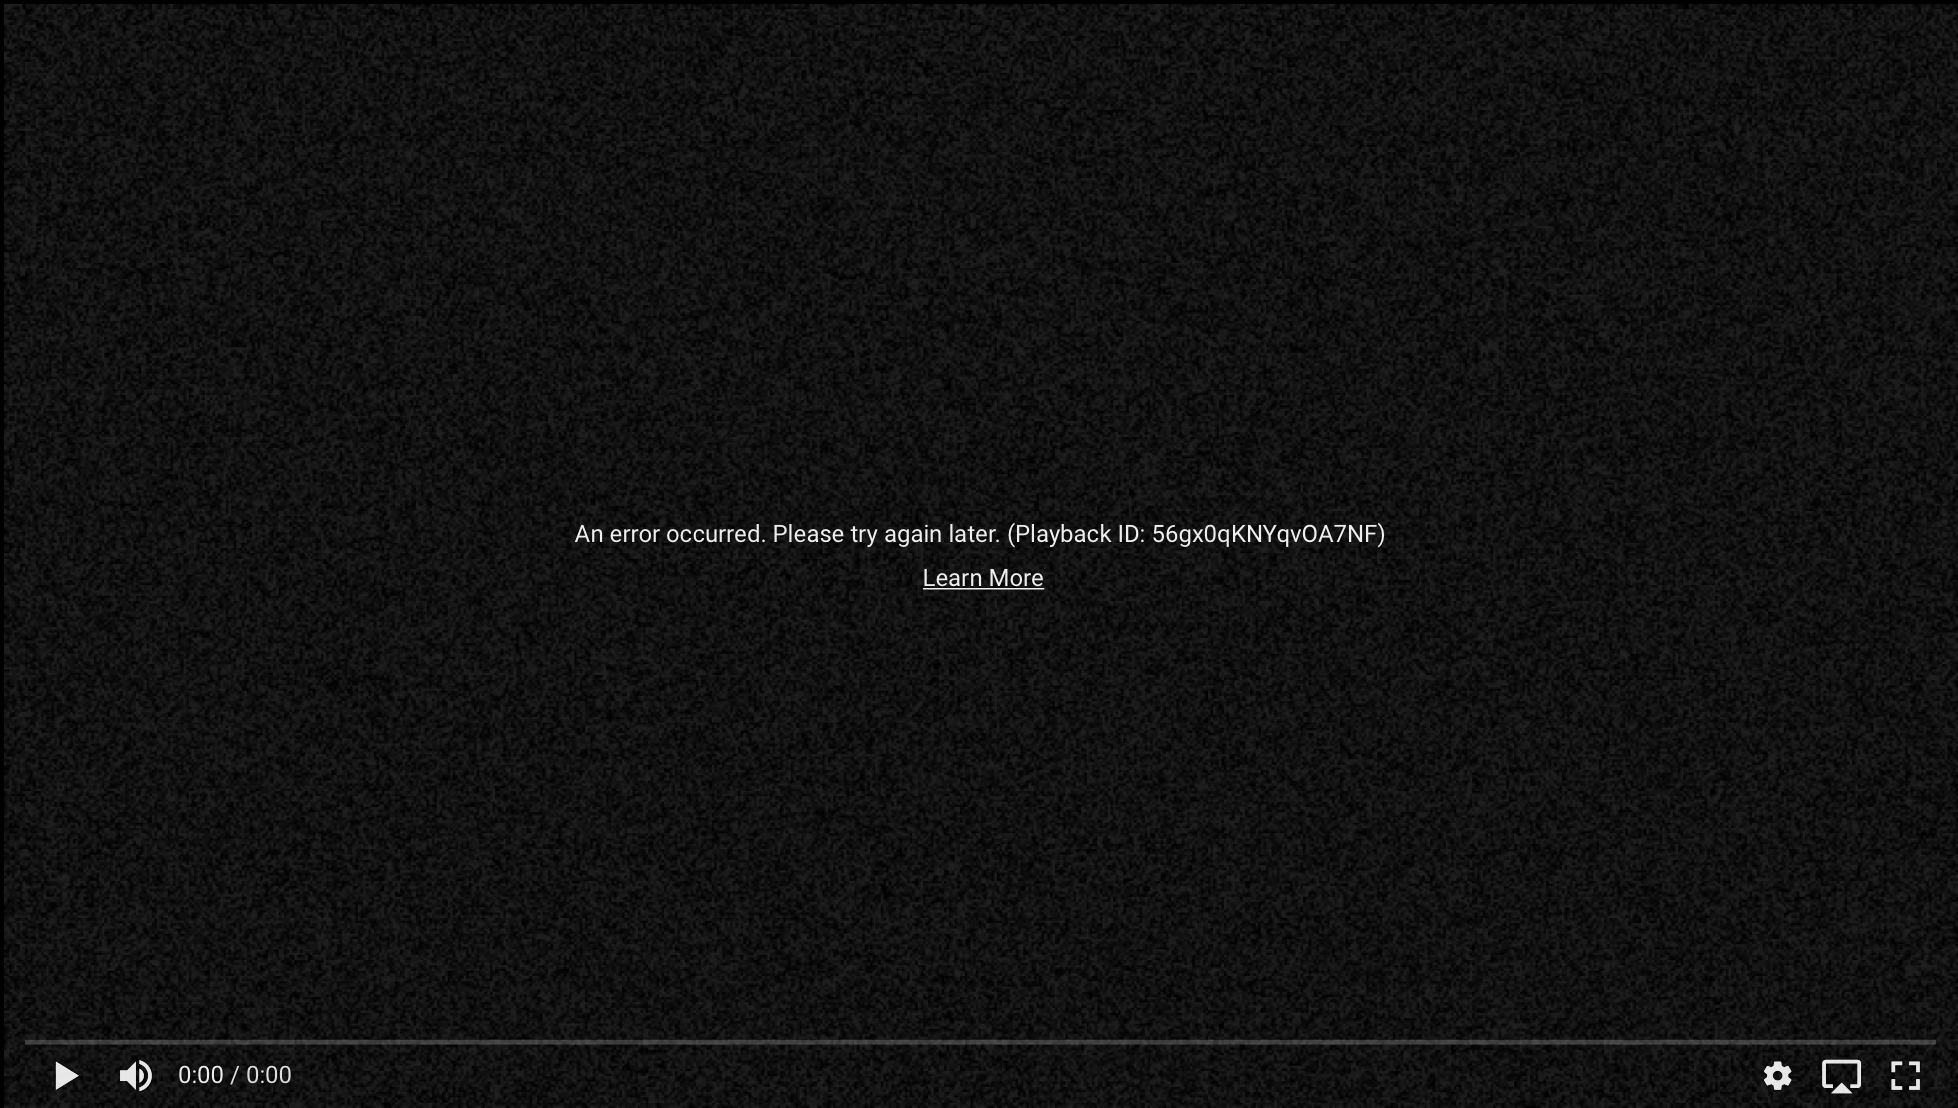 An error occurred. Please try again later. (Playback ID: 56gx0qKNYqvOA7NF)
Learn More
0:00 / 0:00